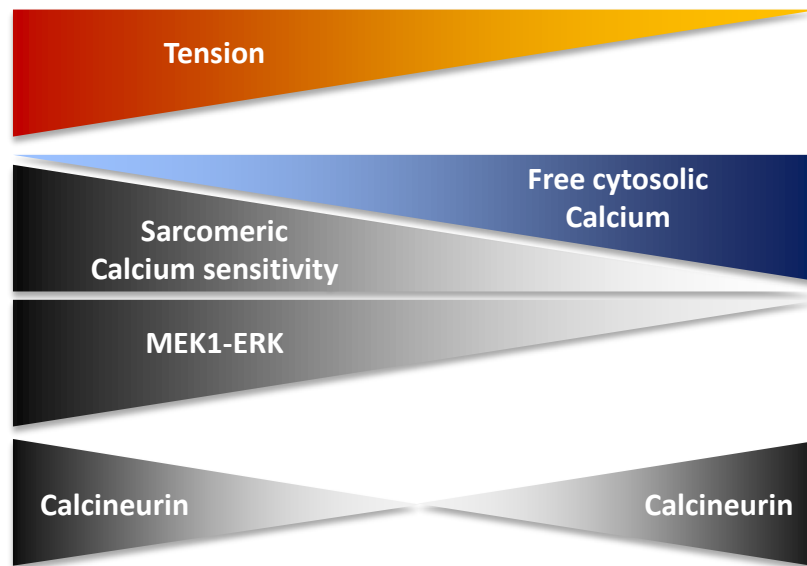 Tension
Free cytosolic
Calcium
Sarcomeric
Calcium sensitivity
MEK1-ERK
Calcineurin
Calcineurin